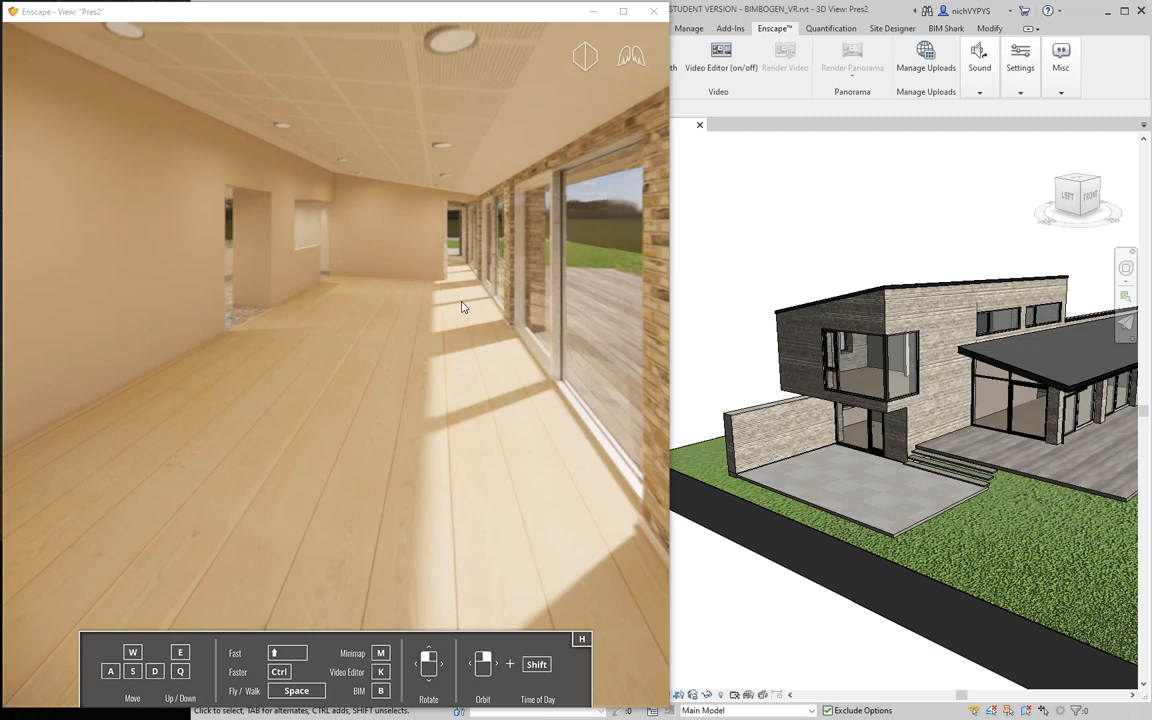 Enscape - View: "Pres2"
STUDENT VERSION - BIMBOGEN_VR.rvt - 3D View: Pres2
nichVYPYS
Manage Add-Ins Enscape™ Quantification Site Designer BIM Shark Modify
Video Editor (on/off) Render Video Render Panorama Manage Uploads Sound Settings Misc
Video Panorama Manage Uploads
LEFT FRONT
H
W E Fast Minimap M
A S D Q Faster Ctrl Video Editor K + Shift
Fly / Walk Space BIM B
Move Up / Down Rotate Orbit Time of Day
Click to select, TAB for alternates, CTRL adds, SHIFT unselects. :0 Main Model Exclude Options :0